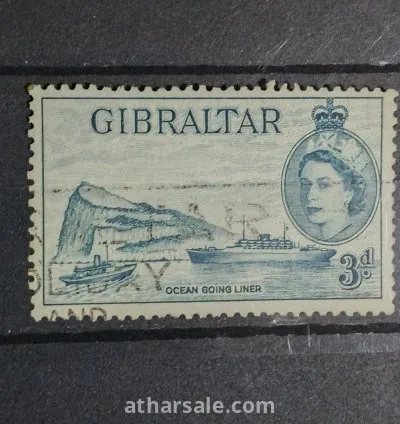 GIBRALTAR
3d
OCEAN GOING LINER
atharsale.com